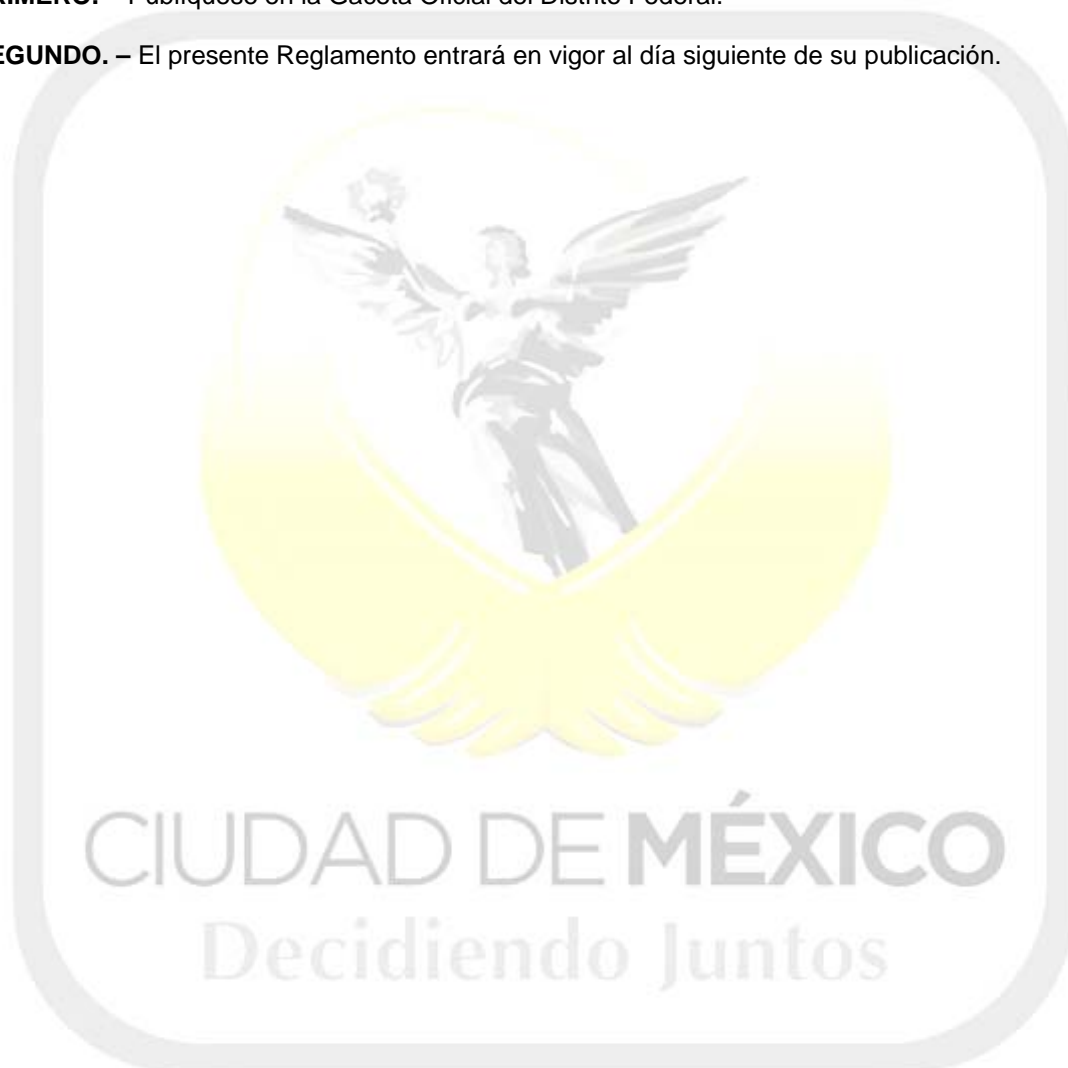 RIMERO. – Publíquese en la Gaceta Oficial del Distrito Federal.
EGUNDO. – El presente Reglamento entrará en vigor al día siguiente de su publicación.
CIUDAD DE MÉXICO
Decidiendo Juntos